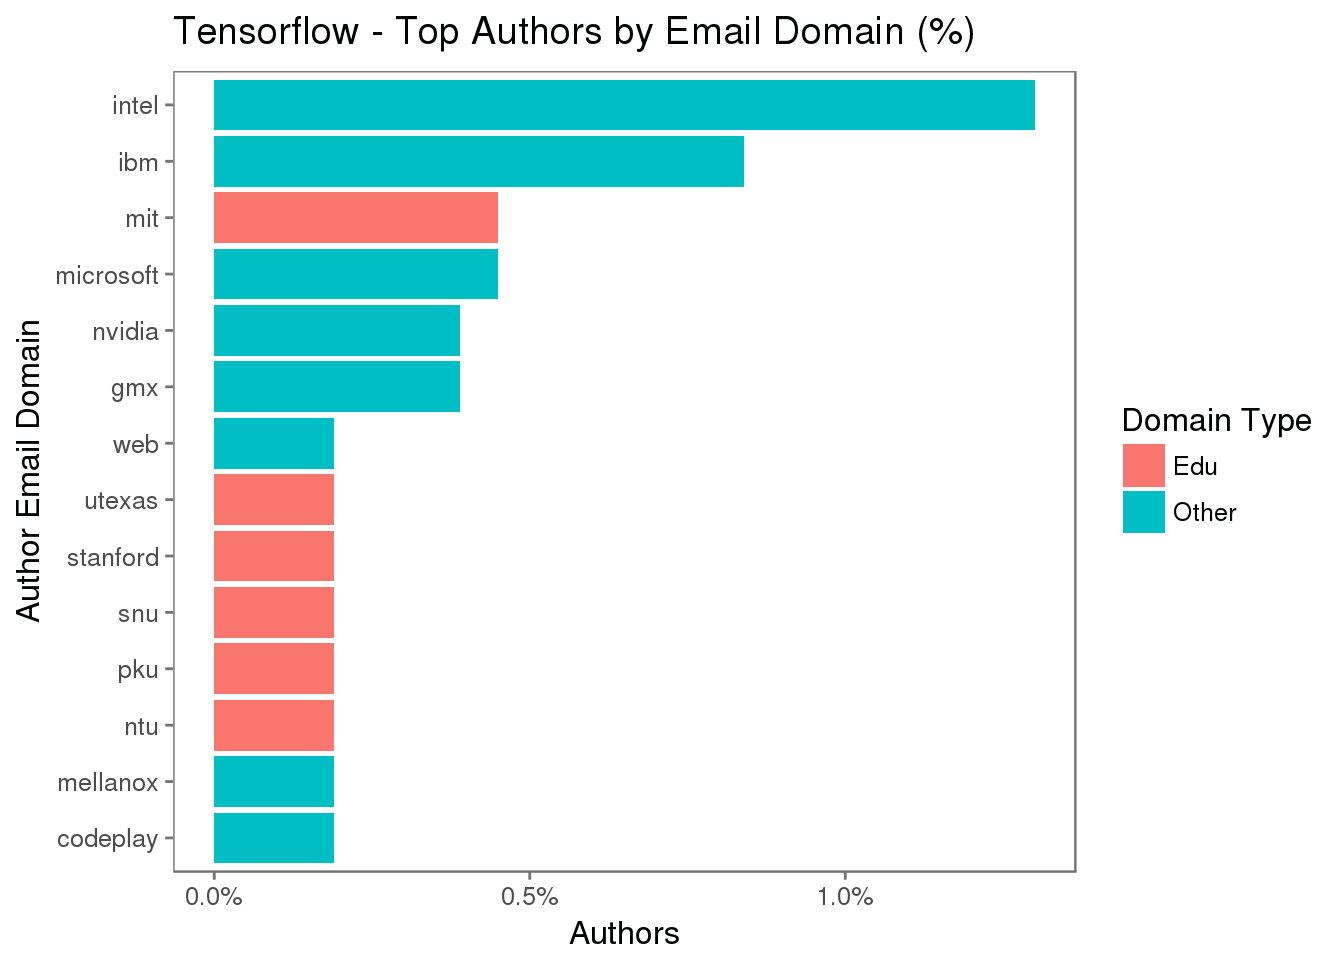 Tensorflow - Top Authors by Email Domain (%)
Author Email Domain
intel
ibm
mit
microsoft
nvidia
gmx
web
utexas
stanford
snu
pku
ntu
mellanox
codeplay
0.0% 0.5% 1.0%
Authors
Domain Type
Edu
Other